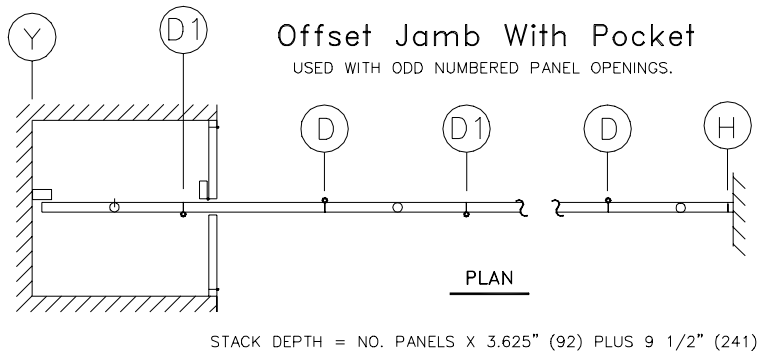 Y
D1
Offset Jamb With Pocket
USED WITH ODD NUMBERED PANEL OPENINGS.
D
D1
D
H
PLAN
STACK DEPTH = NO. PANELS X 3.625" (92) PLUS 9 1/2" (241)